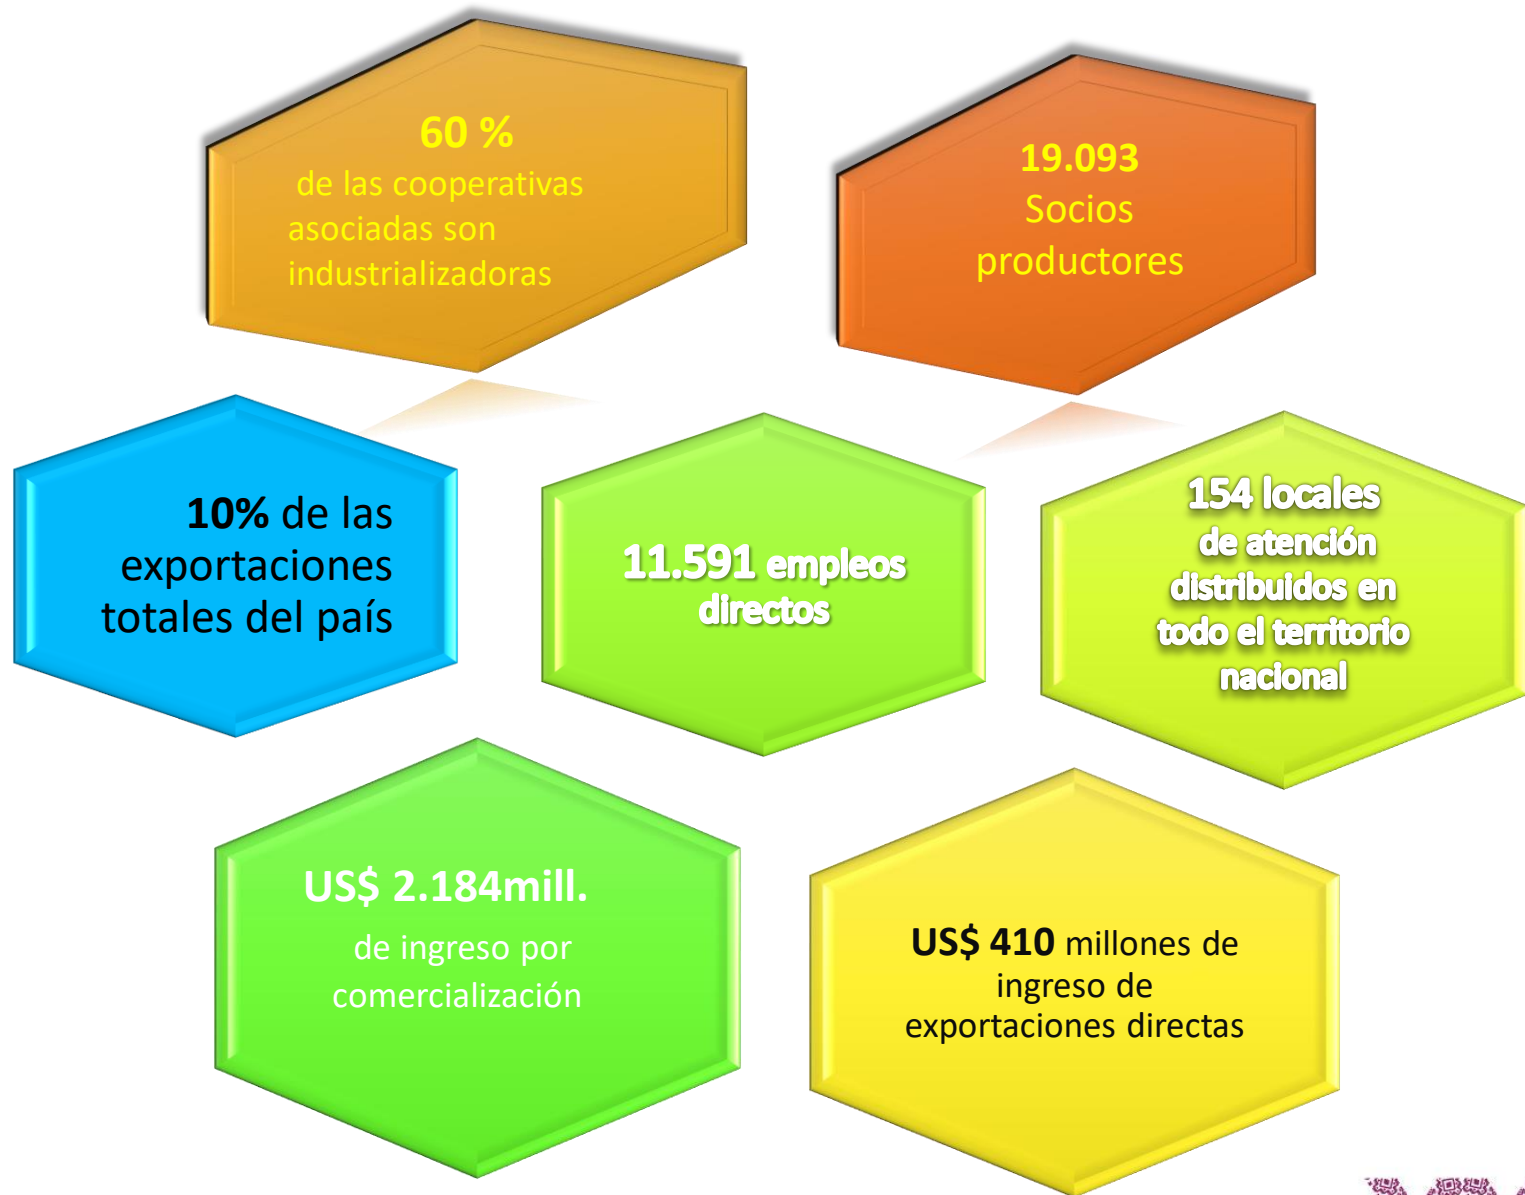 60 %
de las cooperativas
asociadas son
industrializadoras
19.093
Socios
productores
10% de las
exportaciones
totales del país
11.591 empleos
directos
154 locales
de atención
distribuidos en
todo el territorio
nacional
US$ 2.184mill.
de ingreso por
comercialización
US$ 410 millones de
ingreso de
exportaciones directas